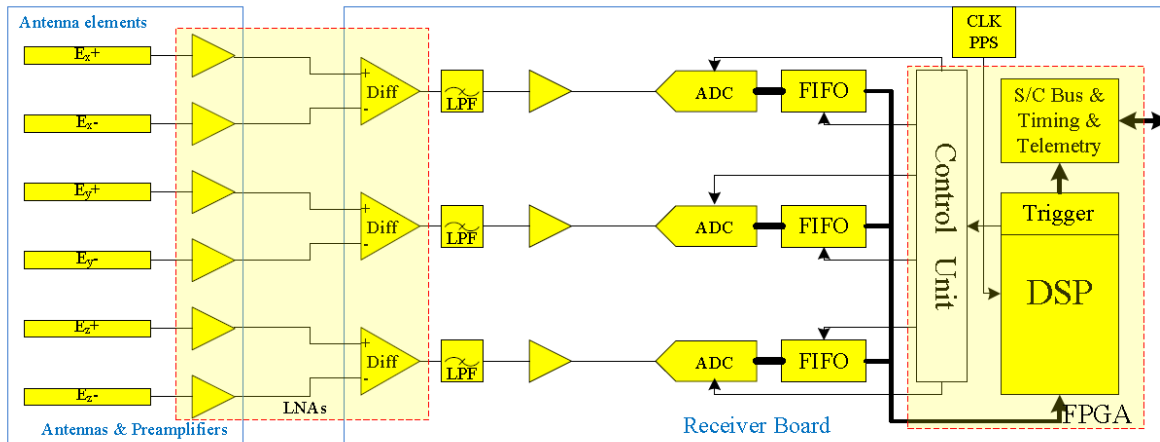 Antenna elements
CLK
PPS
Ex+
+
Diff
-
LPF
ADC
FIFO
S/C Bus &
Timing &
Telemetry
Ex-
Ey+
+
Diff
-
LPF
ADC
FIFO
Control Unit
Trigger
DSP
Ey-
Ez+
+
Diff
-
LPF
ADC
FIFO
Ez-
LNAs
FPGA
Antennas & Preamplifiers
Receiver Board